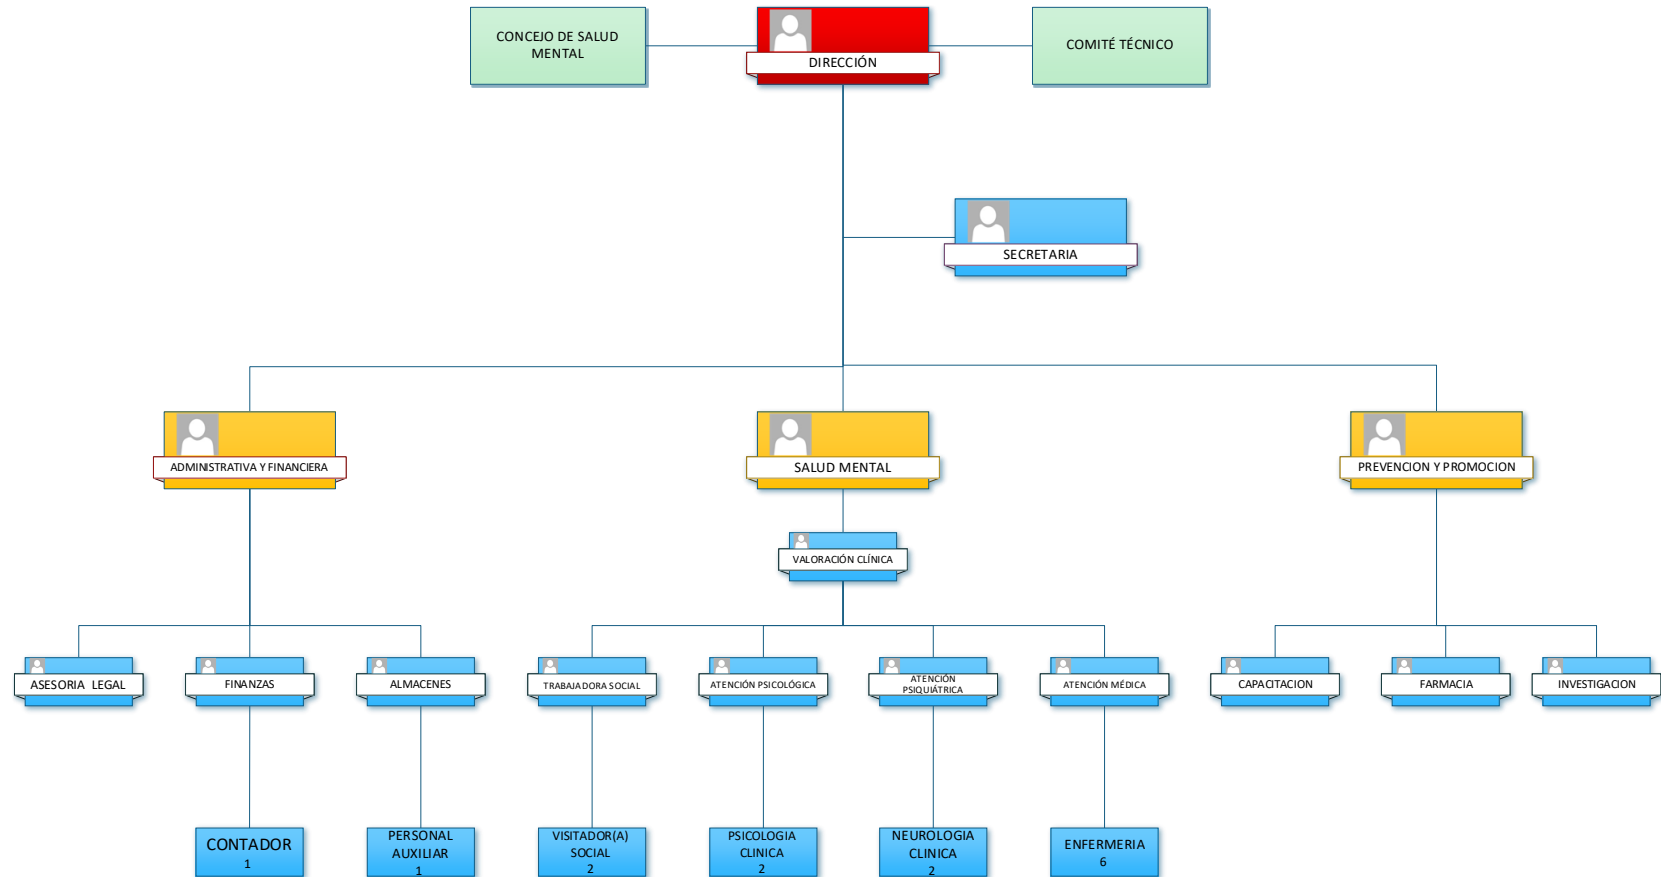 CONCEJO DE SALUD
MENTAL
DIRECCIÓN
COMITÉ TÉCNICO
SECRETARIA
ADMINISTRATIVA Y FINANCIERA
SALUD MENTAL
PREVENCION Y PROMOCION
VALORACIÓN CLÍNICA
ASESORIA LEGAL
FINANZAS
ALMACENES
TRABAJADORA SOCIAL
ATENCIÓN PSICOLÓGICA
ATENCIÓN
PSIQUIÁTRICA
ATENCIÓN MÉDICA
CAPACITACION
FARMACIA
INVESTIGACION
CONTADOR
1
PERSONAL
AUXILIAR
1
VISITADOR(A)
SOCIAL
2
PSICOLOGIA
CLINICA
2
NEUROLOGIA
CLINICA
2
ENFERMERIA
6